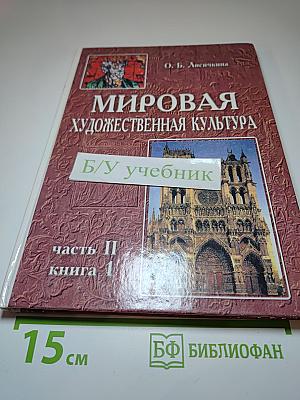 О. Б. Лисичкина
МИРОВАЯ
ХУДОЖЕСТВЕННАЯ КУЛЬТУРА
Б/У учебник
часть II
книга 1
15 см
БФ БИБЛИОФАН